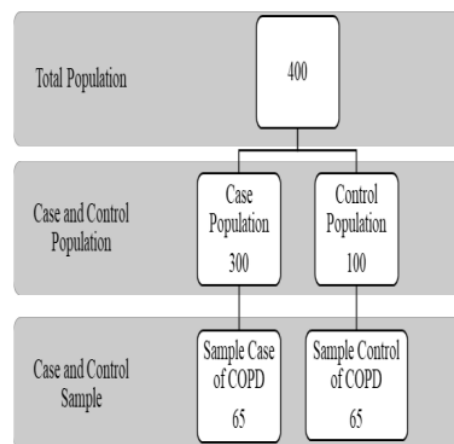 Total Population
400
Case and Control
Population
Case
Population
300
Control
Population
100
Case and Control
Sample
Sample Case
of COPD
65
Sample Control
of COPD
65